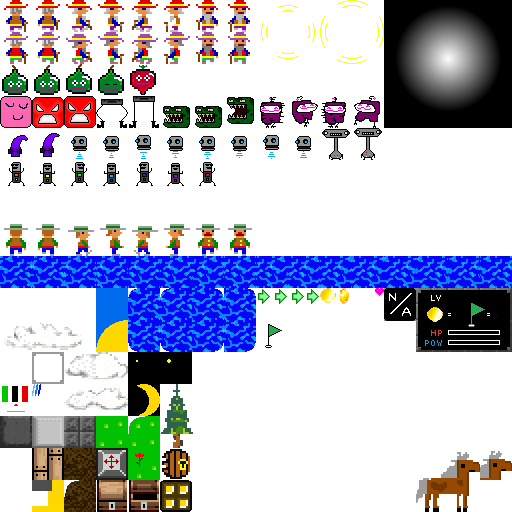 N/A
LV
= =
HP
POW